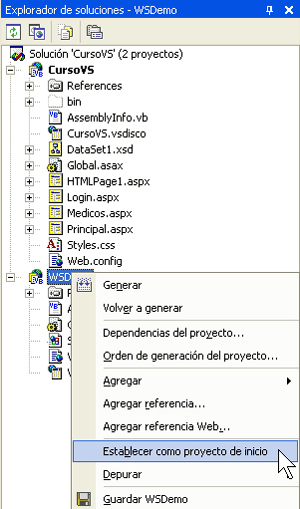 Explorador de soluciones - WSDemo
Solución 'CursoVS' (2 proyectos)
CursoVS
References
bin
AssemblyInfo.vb
CursoVS.vsdisco
DataSet1.xsd
Global.asax
HTMLPage1.aspx
Login.aspx
Medicos.aspx
Principal.aspx
Styles.css
Web.config
Generar
Volver a generar
Dependencias del proyecto...
Orden de generación del proyecto...
Agregar
Agregar referencia...
Agregar referencia Web...
Establecer como proyecto de inicio
Depurar
Guardar WSDemo